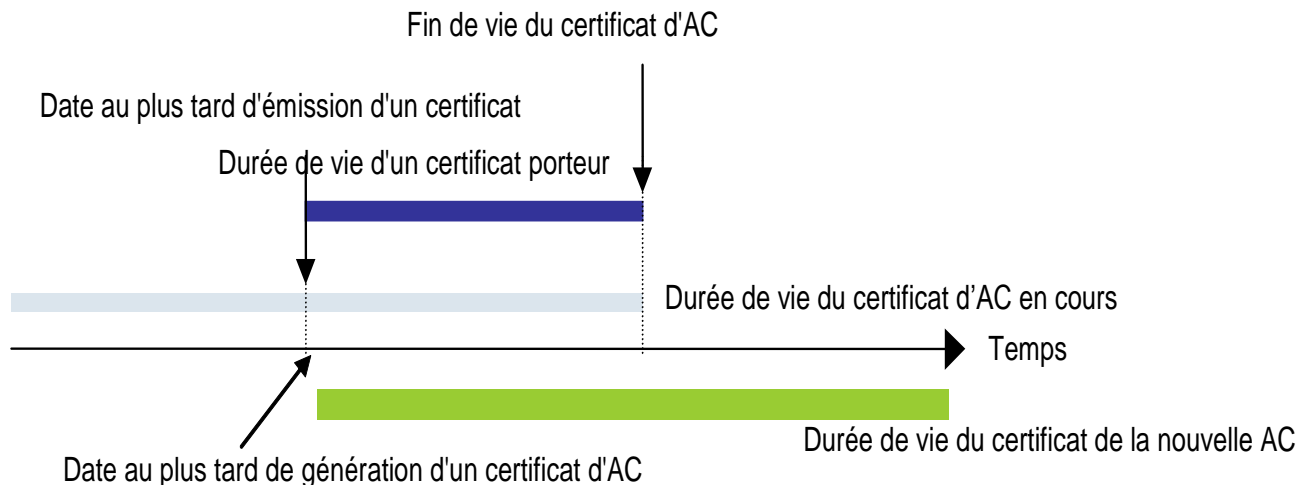 Fin de vie du certificat d'AC
Date au plus tard d'émission d'un certificat
Durée de vie d'un certificat porteur
Durée de vie du certificat d’AC en cours
Temps
Durée de vie du certificat de la nouvelle AC
Date au plus tard de génération d'un certificat d'AC